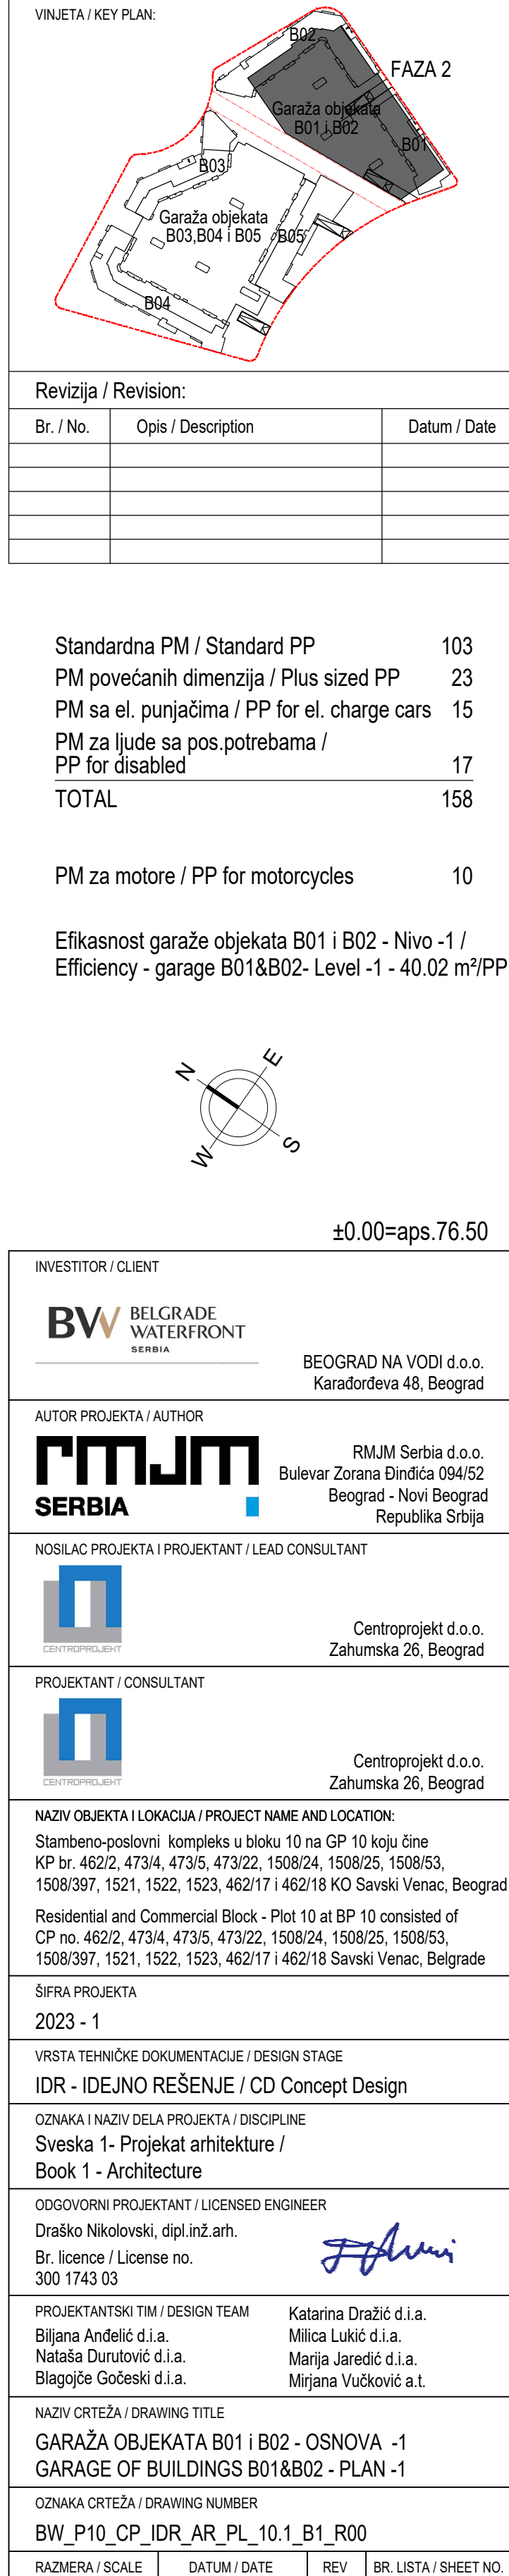 VINJETA / KEY PLAN:
B02
FAZA 2
Garaža objekata
B01 i B02
B01
B03
Garaža objekata
B03,B04 i B05
B05
B04
Revizija / Revision:
Br. / No. Opis / Description Datum / Date
Standardna PM / Standard PP 103
PM povećanih dimenzija / Plus sized PP 23
PM sa el. punjačima / PP for el. charge cars 15
PM za ljude sa pos.potrebama /
PP for disabled 17
TOTAL 158
PM za motore / PP for motorcycles 10
Efikasnost garaže objekata B01 i B02 - Nivo -1 /
Efficiency - garage B01&B02- Level -1 - 40.02 m²/PP
N E
W S
±0.00=aps.76.50
INVESTITOR / CLIENT
BW BELGRADE
WATERFRONT
SERBIA
BEOGRAD NA VODI d.o.o.
Karađorđeva 48, Beograd
AUTOR PROJEKTA / AUTHOR
rmjm
SERBIA
RMJM Serbia d.o.o.
Bulevar Zorana Đinđića 094/52
Beograd - Novi Beograd
Republika Srbija
NOSILAC PROJEKTA I PROJEKTANT / LEAD CONSULTANT
CENTROPROJEKT
Centroprojekt d.o.o.
Zahumska 26, Beograd
PROJEKTANT / CONSULTANT
CENTROPROJEKT
Centroprojekt d.o.o.
Zahumska 26, Beograd
NAZIV OBJEKTA I LOKACIJA / PROJECT NAME AND LOCATION:
Stambeno-poslovni kompleks u bloku 10 na GP 10 koju čine
KP br. 462/2, 473/4, 473/5, 473/22, 1508/24, 1508/25, 1508/53,
1508/397, 1521, 1522, 1523, 462/17 i 462/18 KO Savski Venac, Beograd
Residential and Commercial Block - Plot 10 at BP 10 consisted of
CP no. 462/2, 473/4, 473/5, 473/22, 1508/24, 1508/25, 1508/53,
1508/397, 1521, 1522, 1523, 462/17 i 462/18 Savski Venac, Belgrade
ŠIFRA PROJEKTA
2023 - 1
VRSTA TEHNIČKE DOKUMENTACIJE / DESIGN STAGE
IDR - IDEJNO REŠENJE / CD Concept Design
OZNAKA I NAZIV DELA PROJEKTA / DISCIPLINE
Sveska 1- Projekat arhitekture /
Book 1 - Architecture
ODGOVORNI PROJEKTANT / LICENSED ENGINEER
Draško Nikolovski, dipl.inž.arh.
Br. licence / License no.
300 1743 03
PROJEKTANTSKI TIM / DESIGN TEAM
Biljana Anđelić d.i.a.
Nataša Durutović d.i.a.
Blagojče Gočeski d.i.a.
Katarina Dražić d.i.a.
Milica Lukić d.i.a.
Marija Jaredić d.i.a.
Mirjana Vučković a.t.
NAZIV CRTEŽA / DRAWING TITLE
GARAŽA OBJEKATA B01 i B02 - OSNOVA -1
GARAGE OF BUILDINGS B01&B02 - PLAN -1
OZNAKA CRTEŽA / DRAWING NUMBER
BW_P10_CP_IDR_AR_PL_10.1_B1_R00
RAZMERA / SCALE DATUM / DATE REV BR. LISTA / SHEET NO.